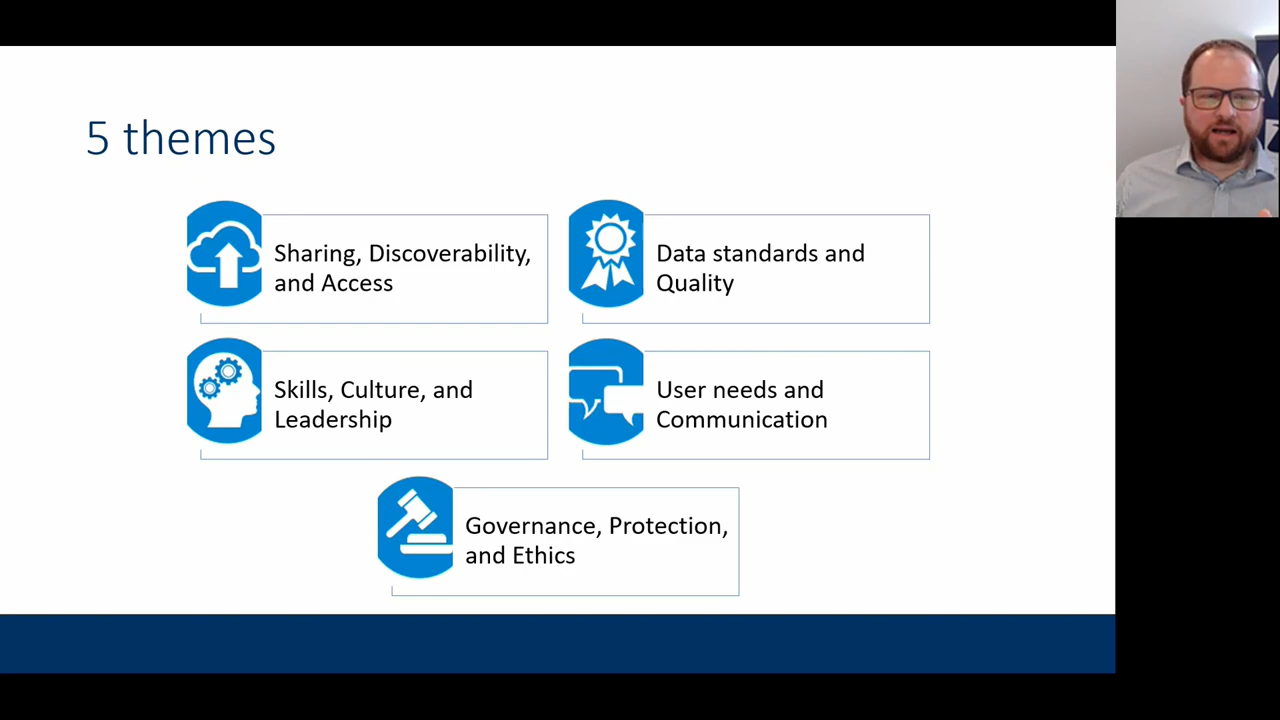 5 themes
Sharing, Discoverability,
and Access
Data standards and
Quality
Skills, Culture, and
Leadership
User needs and
Communication
Governance, Protection,
and Ethics